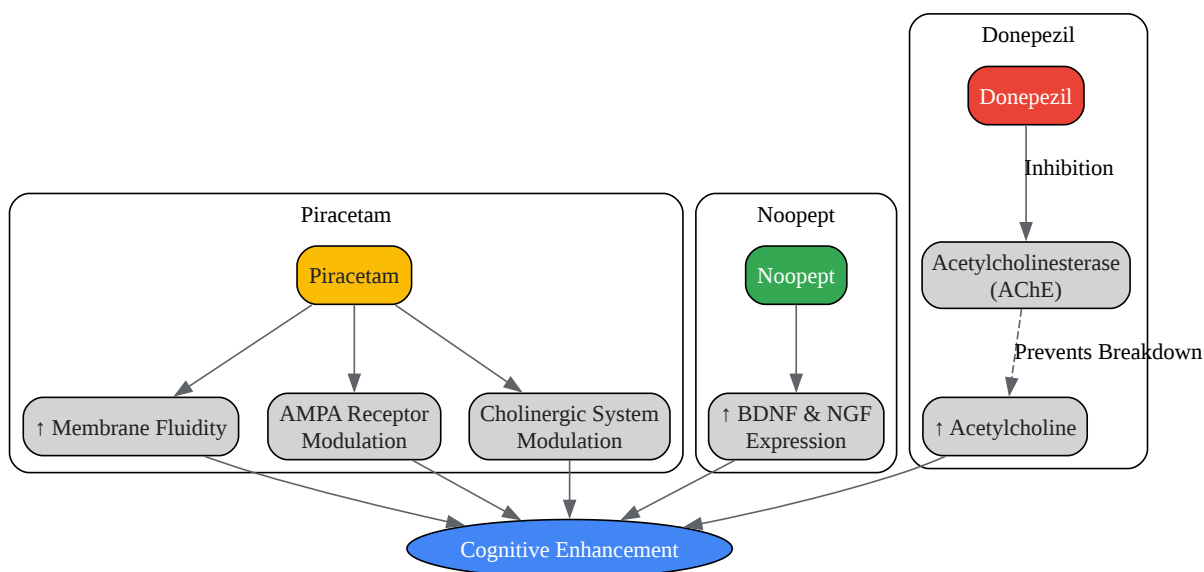 Donepezil
Donepezil
Inhibition
Piracetam
Noopept
Piracetam
Noopept
Acetylcholinesterase
(AChE)
Prevents Breakdown
↑ Membrane Fluidity
AMPA Receptor
Modulation
Cholinergic System
Modulation
↑ BDNF & NGF
Expression
↑ Acetylcholine
Cognitive Enhancement